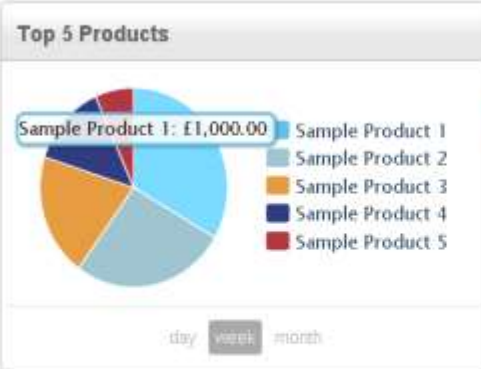 Top 5 Products
Sample Product 1: £1,000.00
Sample Product 1
Sample Product 2
Sample Product 3
Sample Product 4
Sample Product 5
day week month